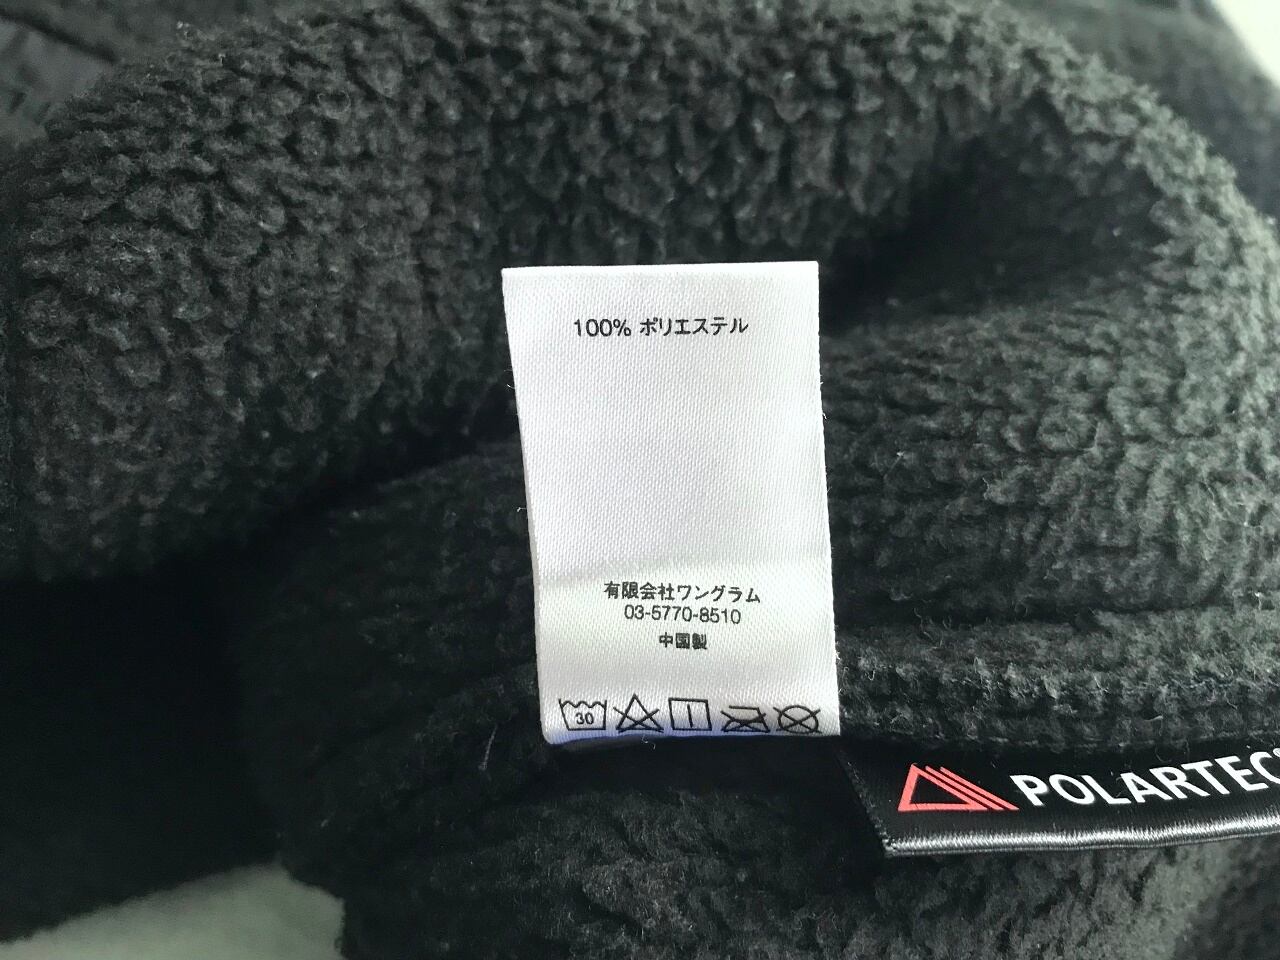 100% ポリエステル
有限会社ワングラム
03-5770-8510
中国製
30
POLARTEC